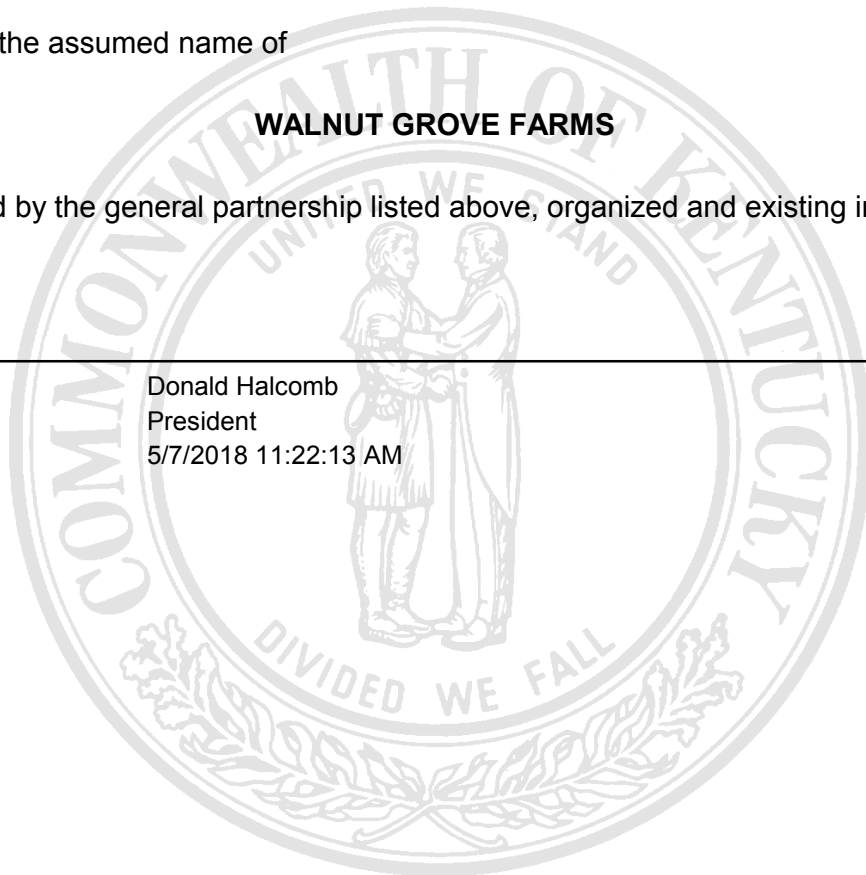 the assumed name of
WALNUT GROVE FARMS
by the general partnership listed above, organized and existing
Donald Halcomb
President
5/7/2018 11:22:13 AM
COMMONWEALTH OF KENTUCKY
UNITED WE STAND
DIVIDED WE FALL